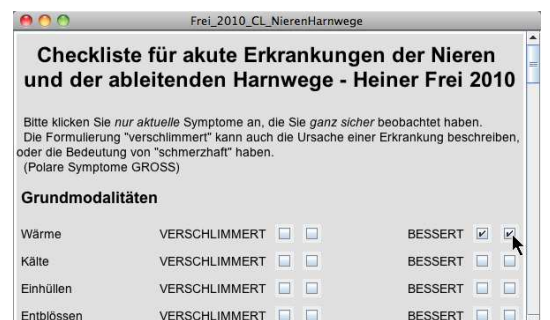 Frei_2010_CL_NierenHarnwege
Checkliste für akute Erkrankungen der Nieren
und der ableitenden Harnwege - Heiner Frei 2010
Bitte klicken Sie nur aktuelle Symptome an, die Sie ganz sicher beobachtet haben.
Die Formulierung "verschlimmert" kann auch die Ursache einer Erkrankung beschreiben,
oder die Bedeutung von "schmerzhaft" haben.
(Polare Symptome GROSS)
Grundmodalitäten
Wärme VERSCHLIMMERT BESSERT
Kälte VERSCHLIMMERT BESSERT
Einhüllen VERSCHLIMMERT BESSERT
Entblössen VERSCHLIMMERT BESSERT